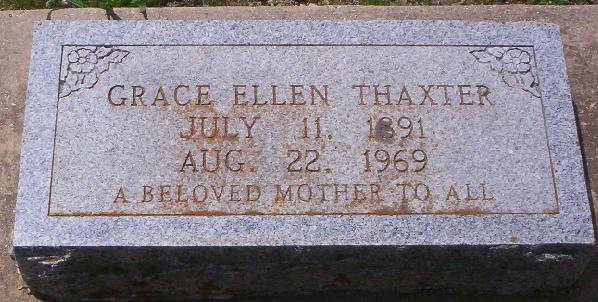 GRACE ELLEN THAXTER
JULY 11. 1891
AUG. 22. 1969
A BELOVED MOTHER TO ALL